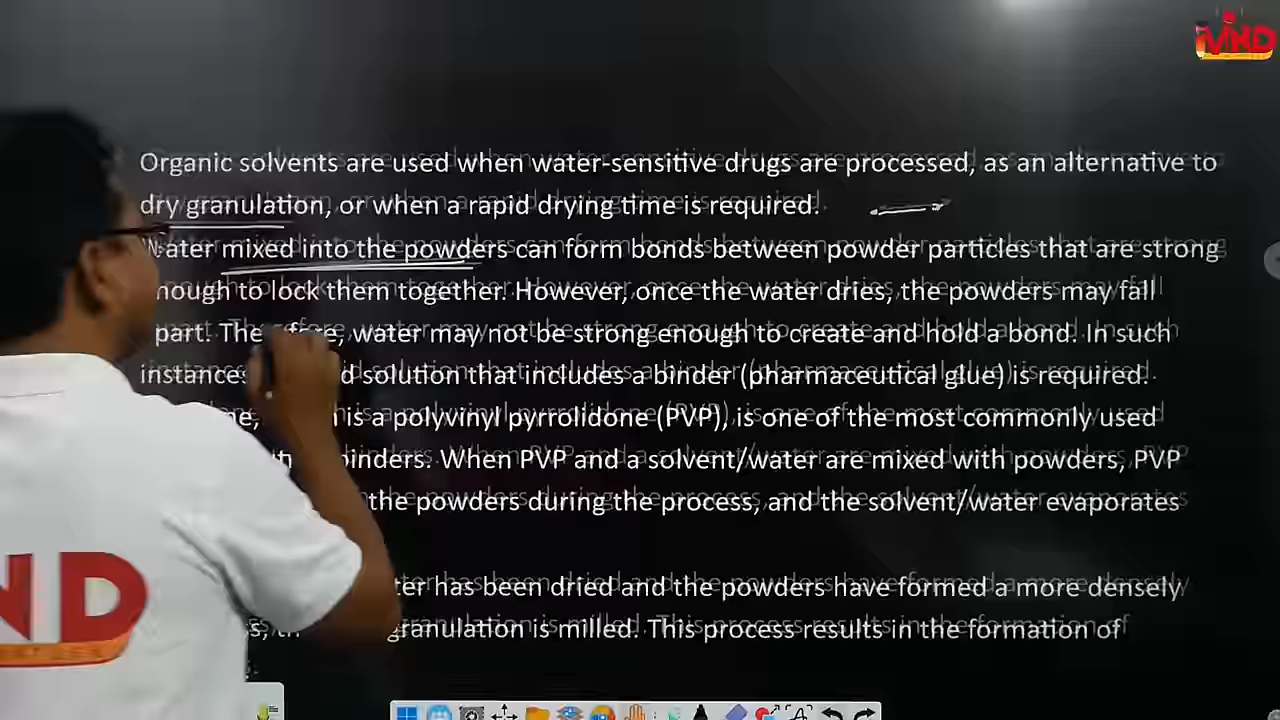 MND
Organic solvents are used when water-sensitive drugs are processed, as an alternative to
dry granulation, or when a rapid drying time is required.
Water mixed into the powders can form bonds between powder particles that are strong
nough to lock them together. However, once the water dries, the powders may fall
part. The fore, water may not be strong enough to create and hold a bond. In such
instances solution that includes a binder (pharmaceutical glue) is required.
is a polyvinyl pyrrolidone (PVP), is one of the most commonly used
binders. When PVP and a solvent/water are mixed with powders, PVP
the powders during the process, and the solvent/water evaporates
has been dried and the powders have formed a more densely
granulation is milled. This process results in the formation of
ND